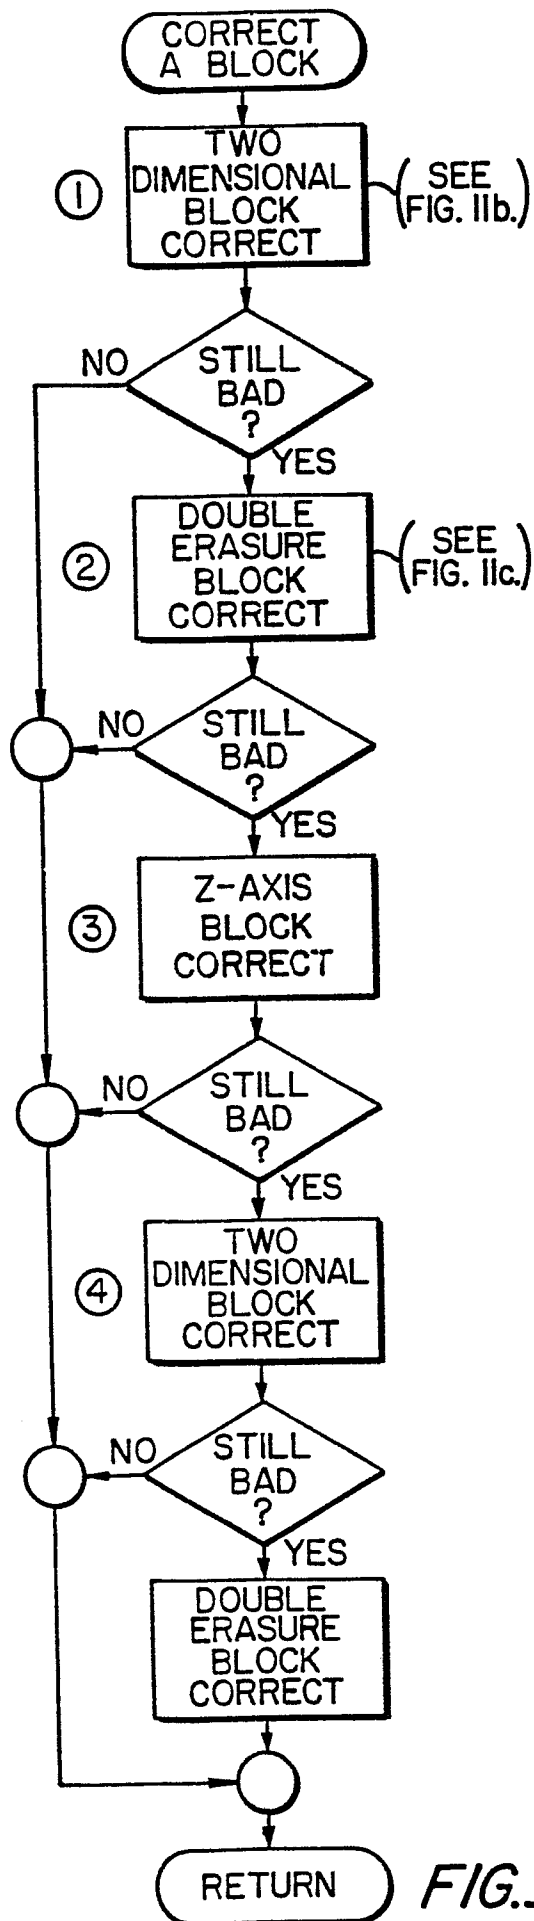 CORRECT
A BLOCK
①
TWO
DIMENSIONAL
BLOCK
CORRECT
(SEE
FIG. 11b.)
NO
STILL
BAD
?
YES
②
DOUBLE
ERASURE
BLOCK
CORRECT
(SEE
FIG. 11c.)
NO
STILL
BAD
?
YES
③
Z-AXIS
BLOCK
CORRECT
NO
STILL
BAD
?
YES
④
TWO
DIMENSIONAL
BLOCK
CORRECT
NO
STILL
BAD
?
YES
DOUBLE
ERASURE
BLOCK
CORRECT
RETURN
FIG.